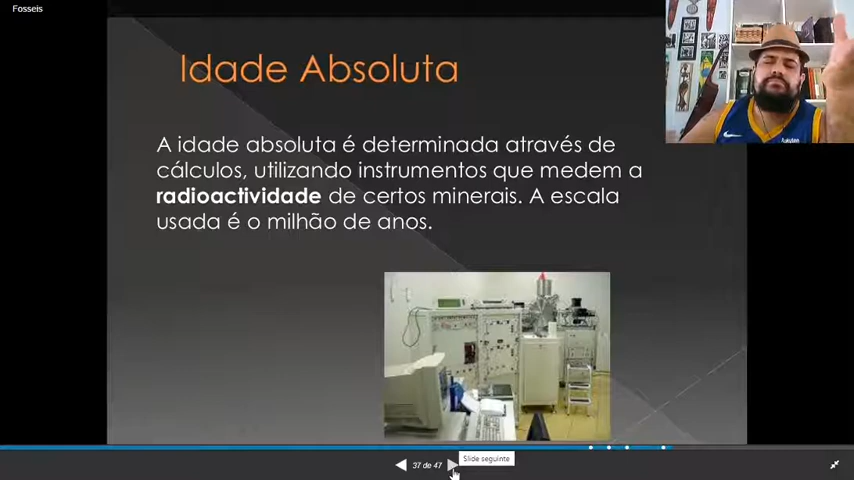 Fosseis
Idade Absoluta
A idade absoluta é determinada através de
cálculos, utilizando instrumentos que medem a
radioactividade de certos minerais. A escala
usada é o milhão de anos.
37 de 47
Slide seguinte